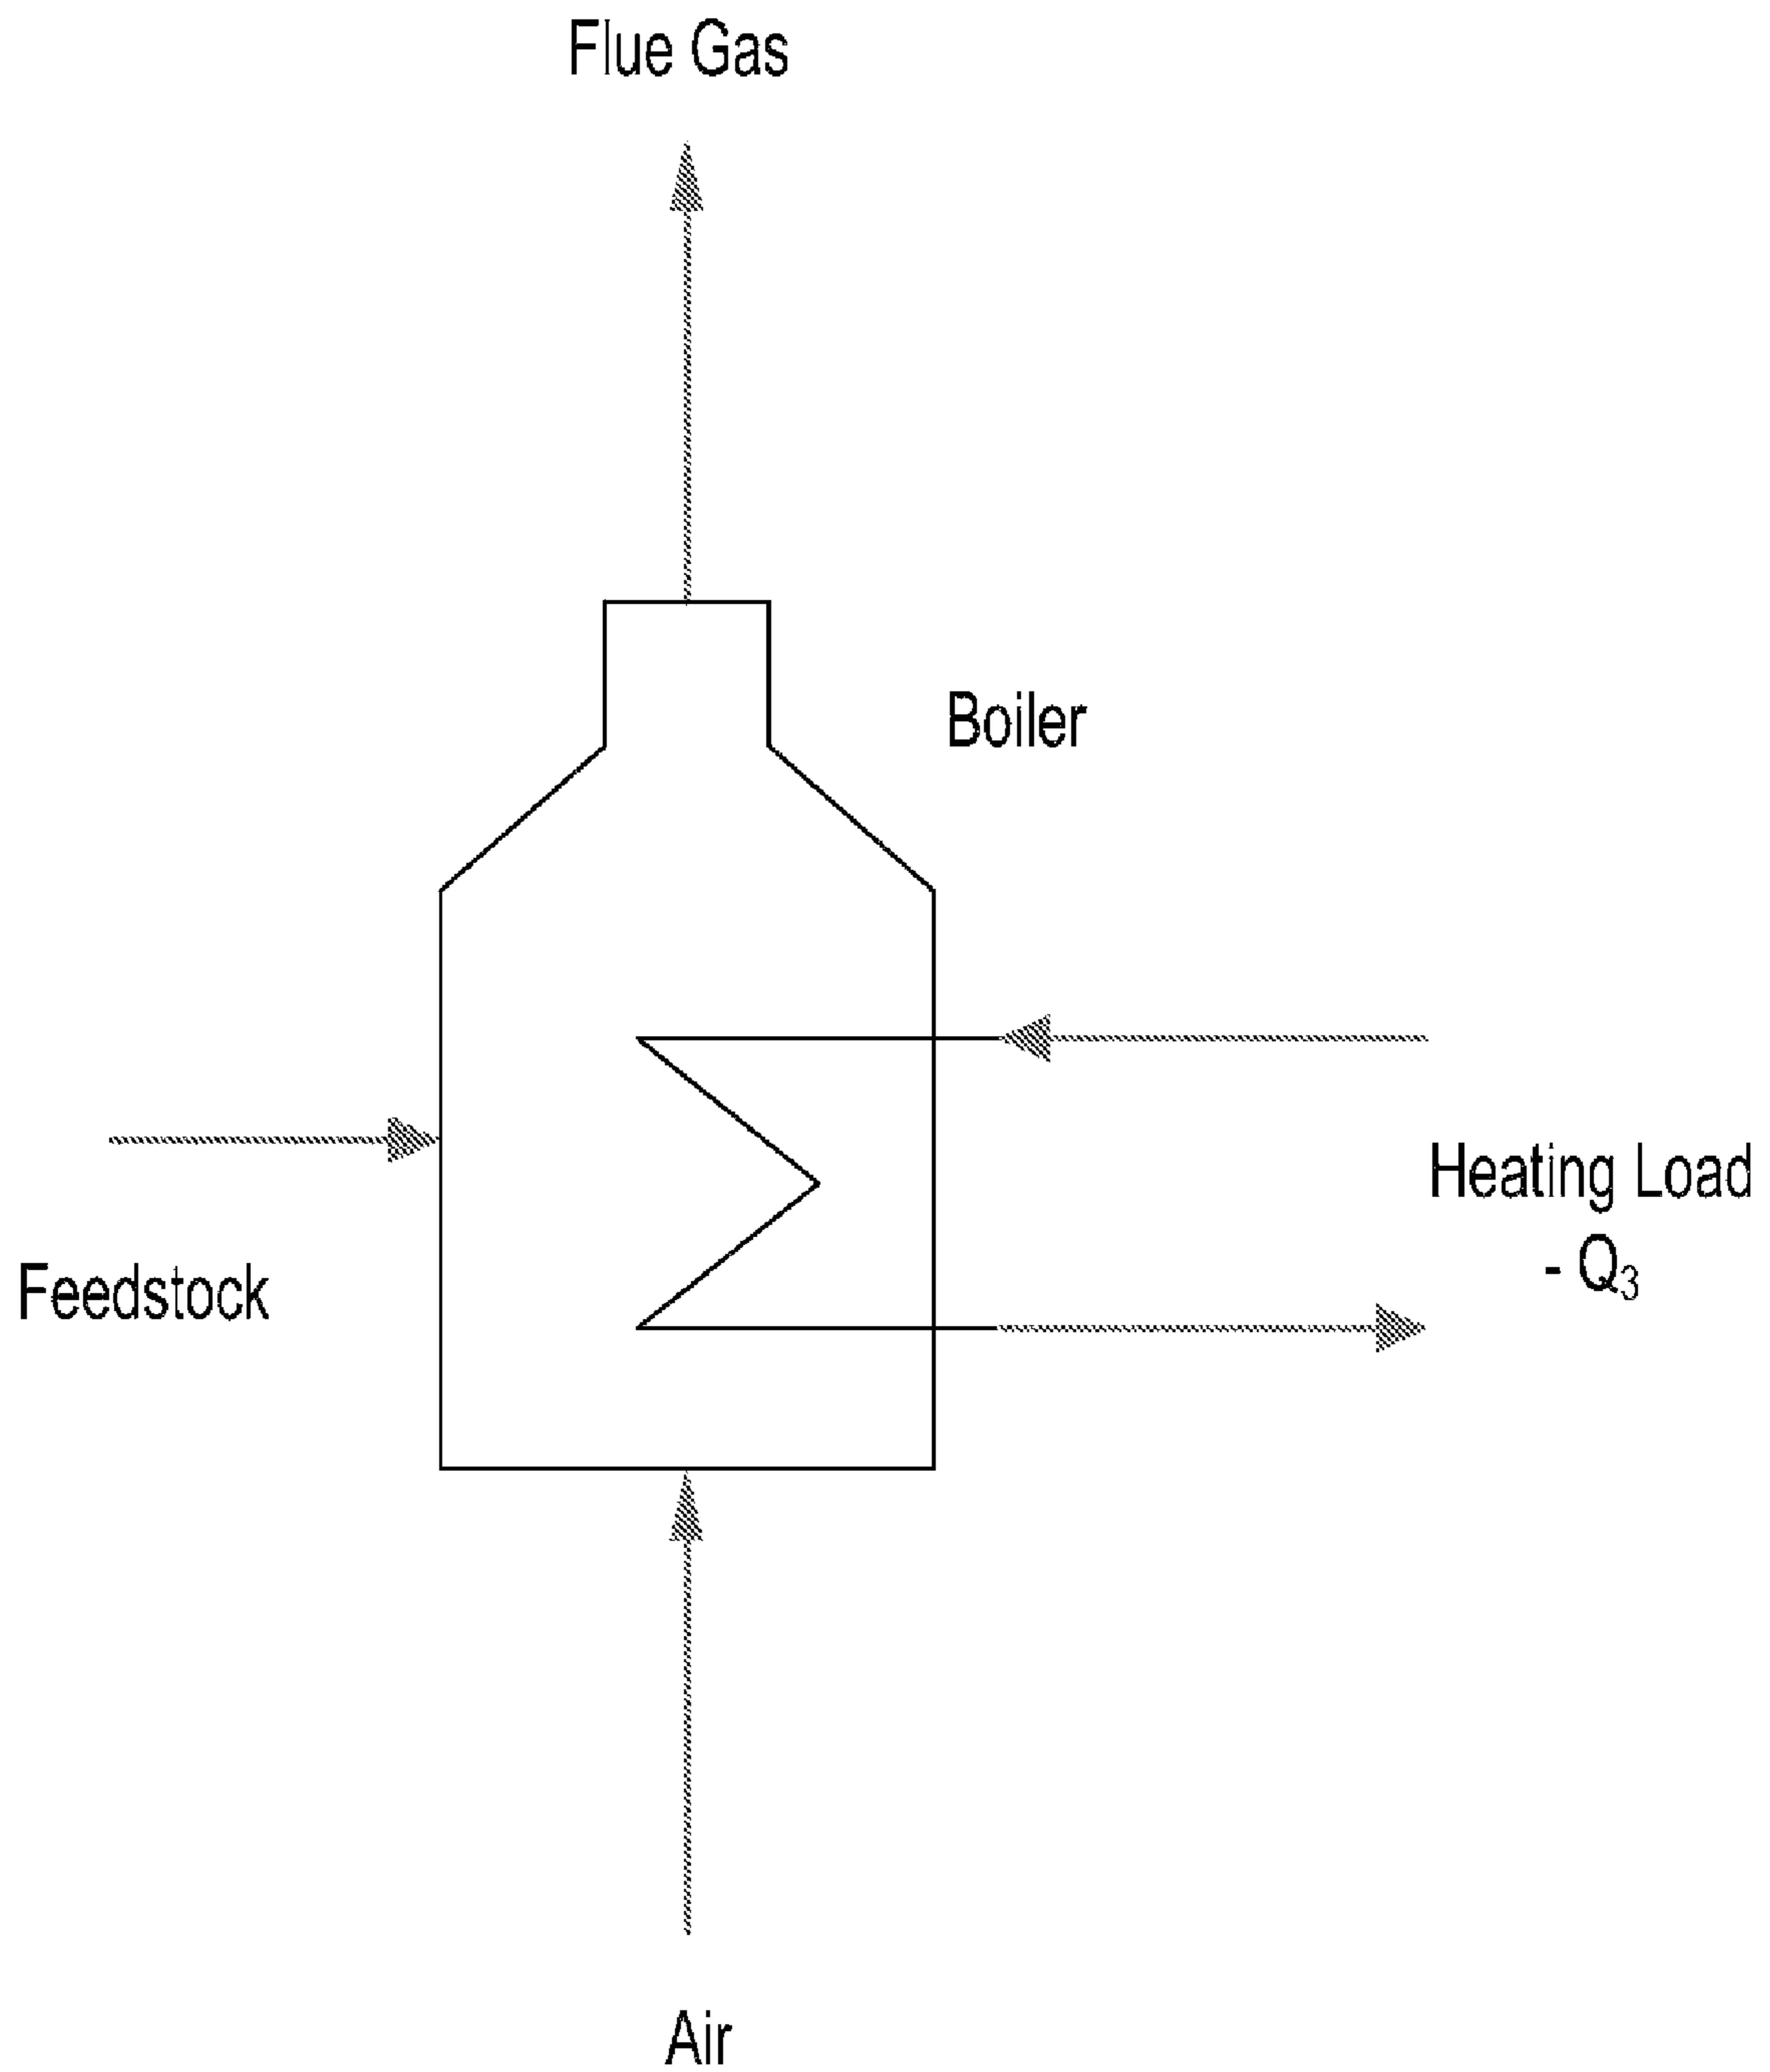 Flue Gas
Boiler
Heating Load
- Q₃
Feedstock
Air